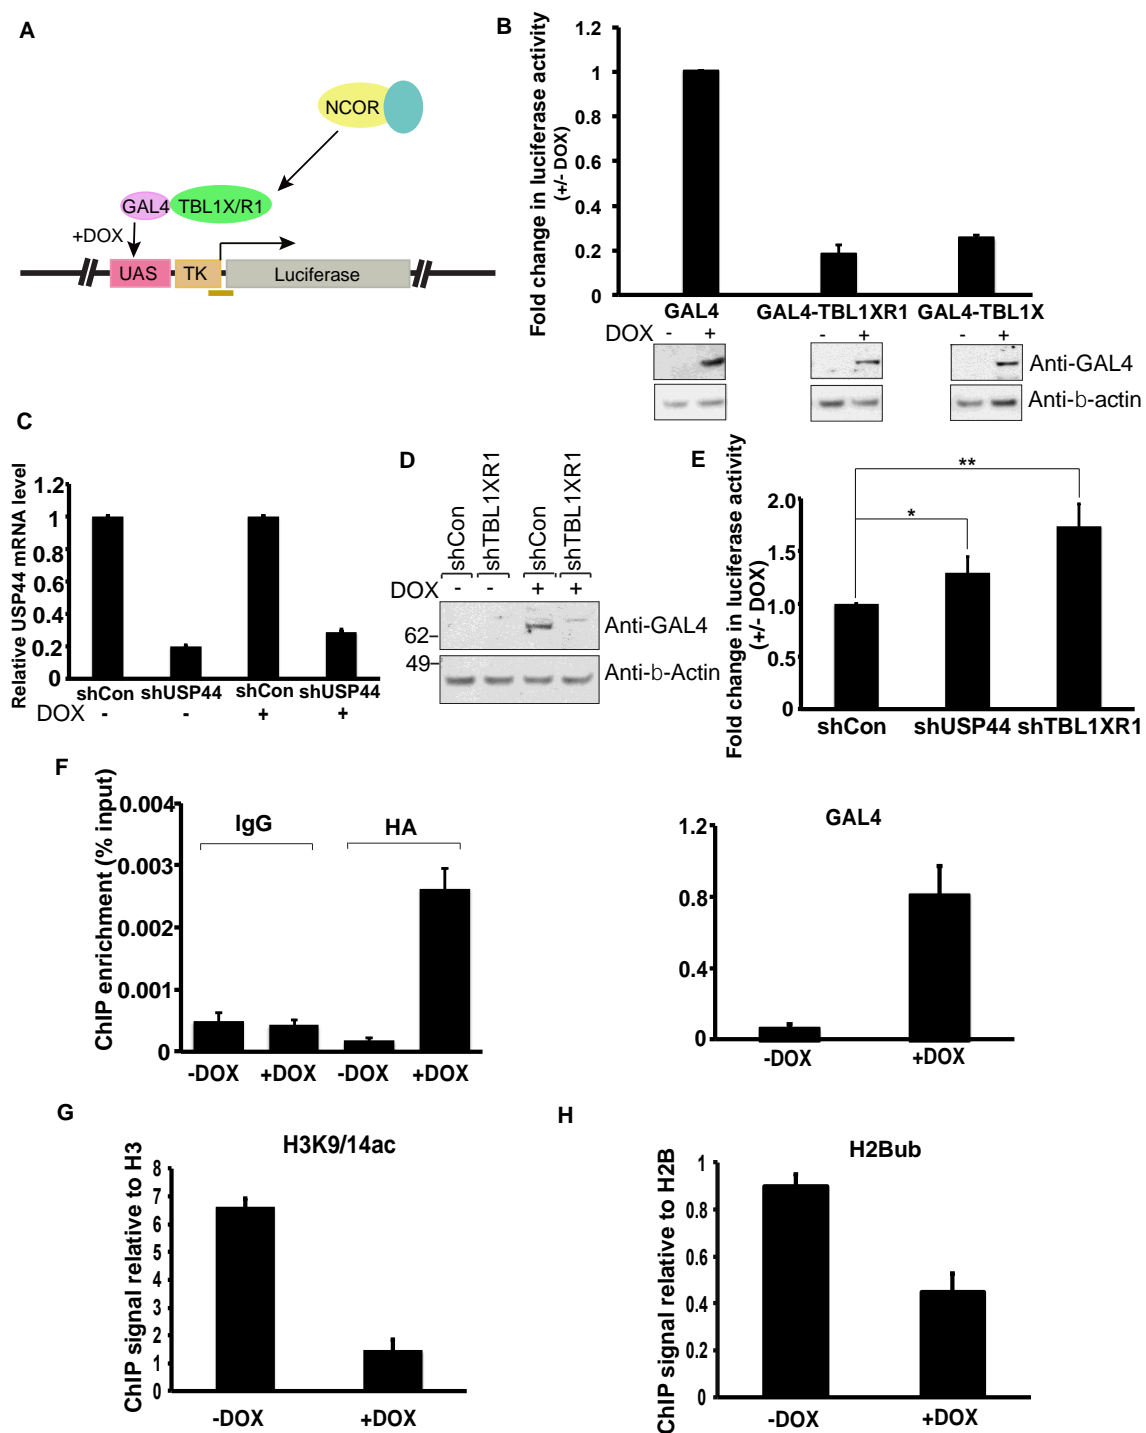 A
NCOR
GAL4 TBL1X/R1
+DOX
UAS TK Luciferase
B
Fold change in luciferase activity
(+/- DOX)
1.2
1
0.8
0.6
0.4
0.2
0
GAL4 GAL4-TBL1XR1 GAL4-TBL1X
DOX - + - + - +
Anti-GAL4
Anti-b-actin
C
Relative USP44 mRNA level
1.2
1
0.8
0.6
0.4
0.2
0
shCon shUSP44 shCon shUSP44
DOX - - + +
D
shCon
shTBL1XR1
shCon
shTBL1XR1
DOX - - + +
62 Anti-GAL4
49 Anti-b-Actin
E
Fold change in luciferase activity
(+/- DOX)
2.0
1.5
1.0
0.5
0
*
**
shCon shUSP44 shTBL1XR1
F
ChIP enrichment (% input)
0.004
0.003
0.002
0.001
0
IgG HA
-DOX +DOX -DOX +DOX
GAL4
1.2
0.8
0.4
0
-DOX +DOX
G
H3K9/14ac
ChIP signal relative to H3
8
7
6
5
4
3
2
1
0
-DOX +DOX
H
H2Bub
ChIP signal relative to H2B
1
0.8
0.6
0.4
0.2
0
-DOX +DOX